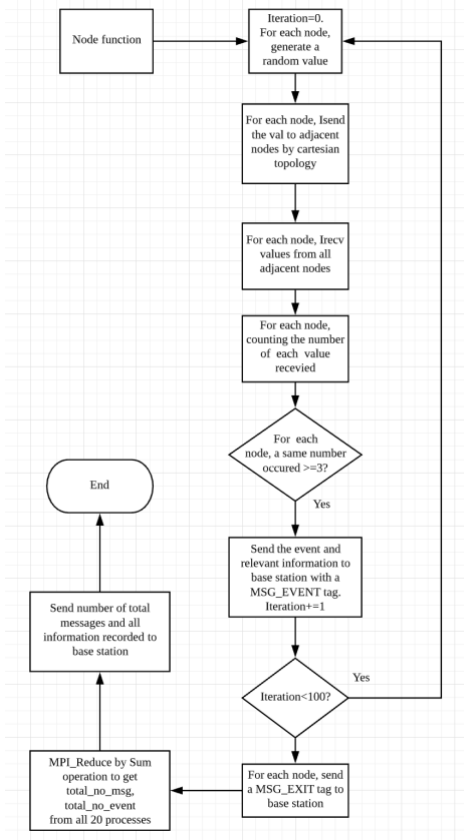 Node function
Iteration=0.
For each node,
generate a
random value
For each node, Isend
the val to adjacent
nodes by cartesian
topology
For each node, Irecv
values from all
adjacent nodes
For each node,
counting the number
of each value
recevied
For each
node, a same number
occured >=3?
Yes
Send the event and
relevant information to
base station with a
MSG_EVENT tag.
Iteration+=1
Iteration<100?
Yes
For each node, send
a MSG_EXIT tag to
base station
MPI_Reduce by Sum
operation to get
total_no_msg,
total_no_event
from all 20 processes
Send number of total
messages and all
information recorded to
base station
End